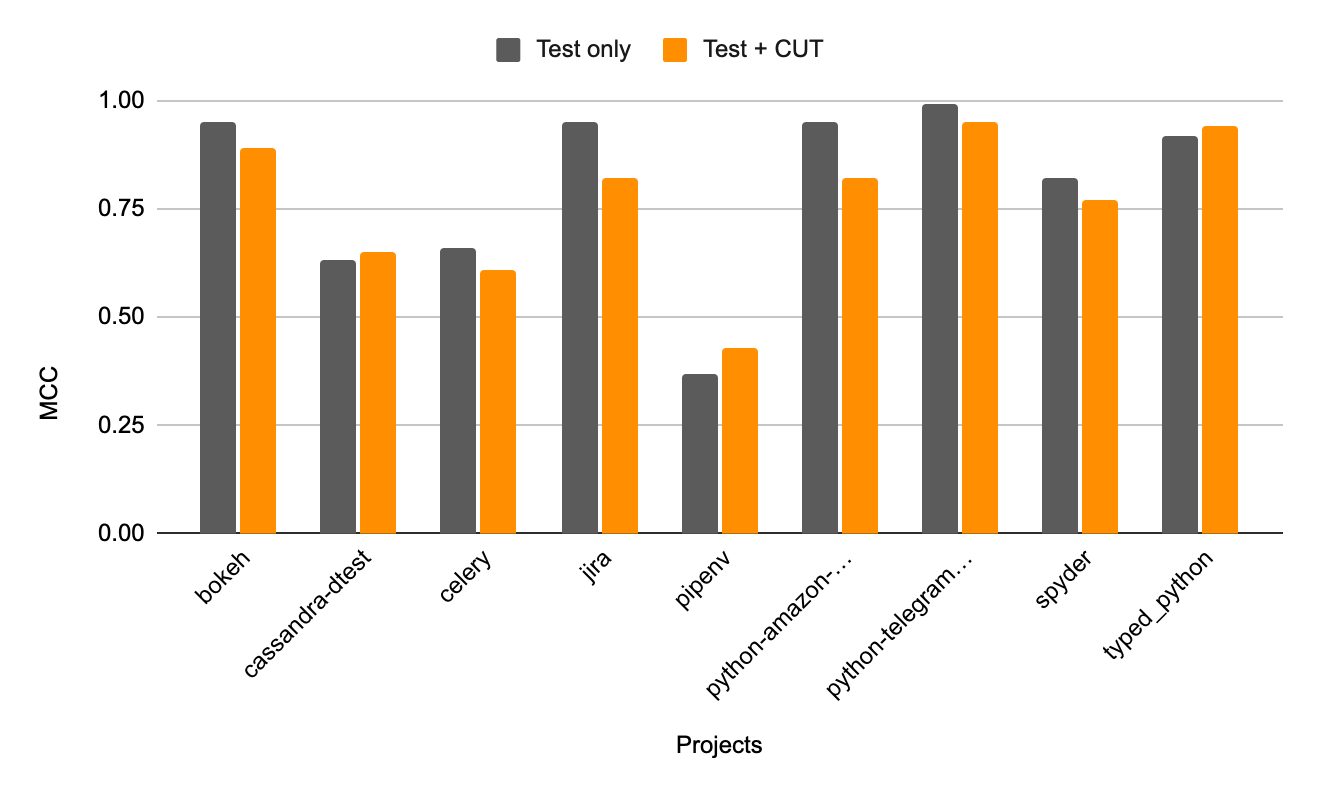 Test only
Test + CUT
1.00
0.75
0.50
0.25
0.00
MCC
bokeh
cassandra-dtest
celery
jira
pipenv
python-amazon-…
python-telegram…
spyder
typed_python
Projects